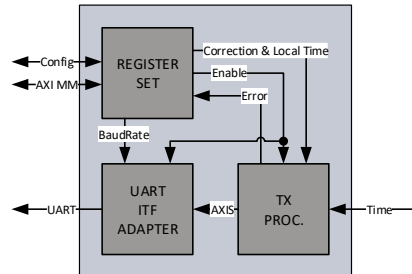 Config
AXI MM
REGISTER
SET
Correction & Local Time
Enable
Error
BaudRate
UART
UART
ITF
ADAPTER
AXIS
TX
PROC.
Time